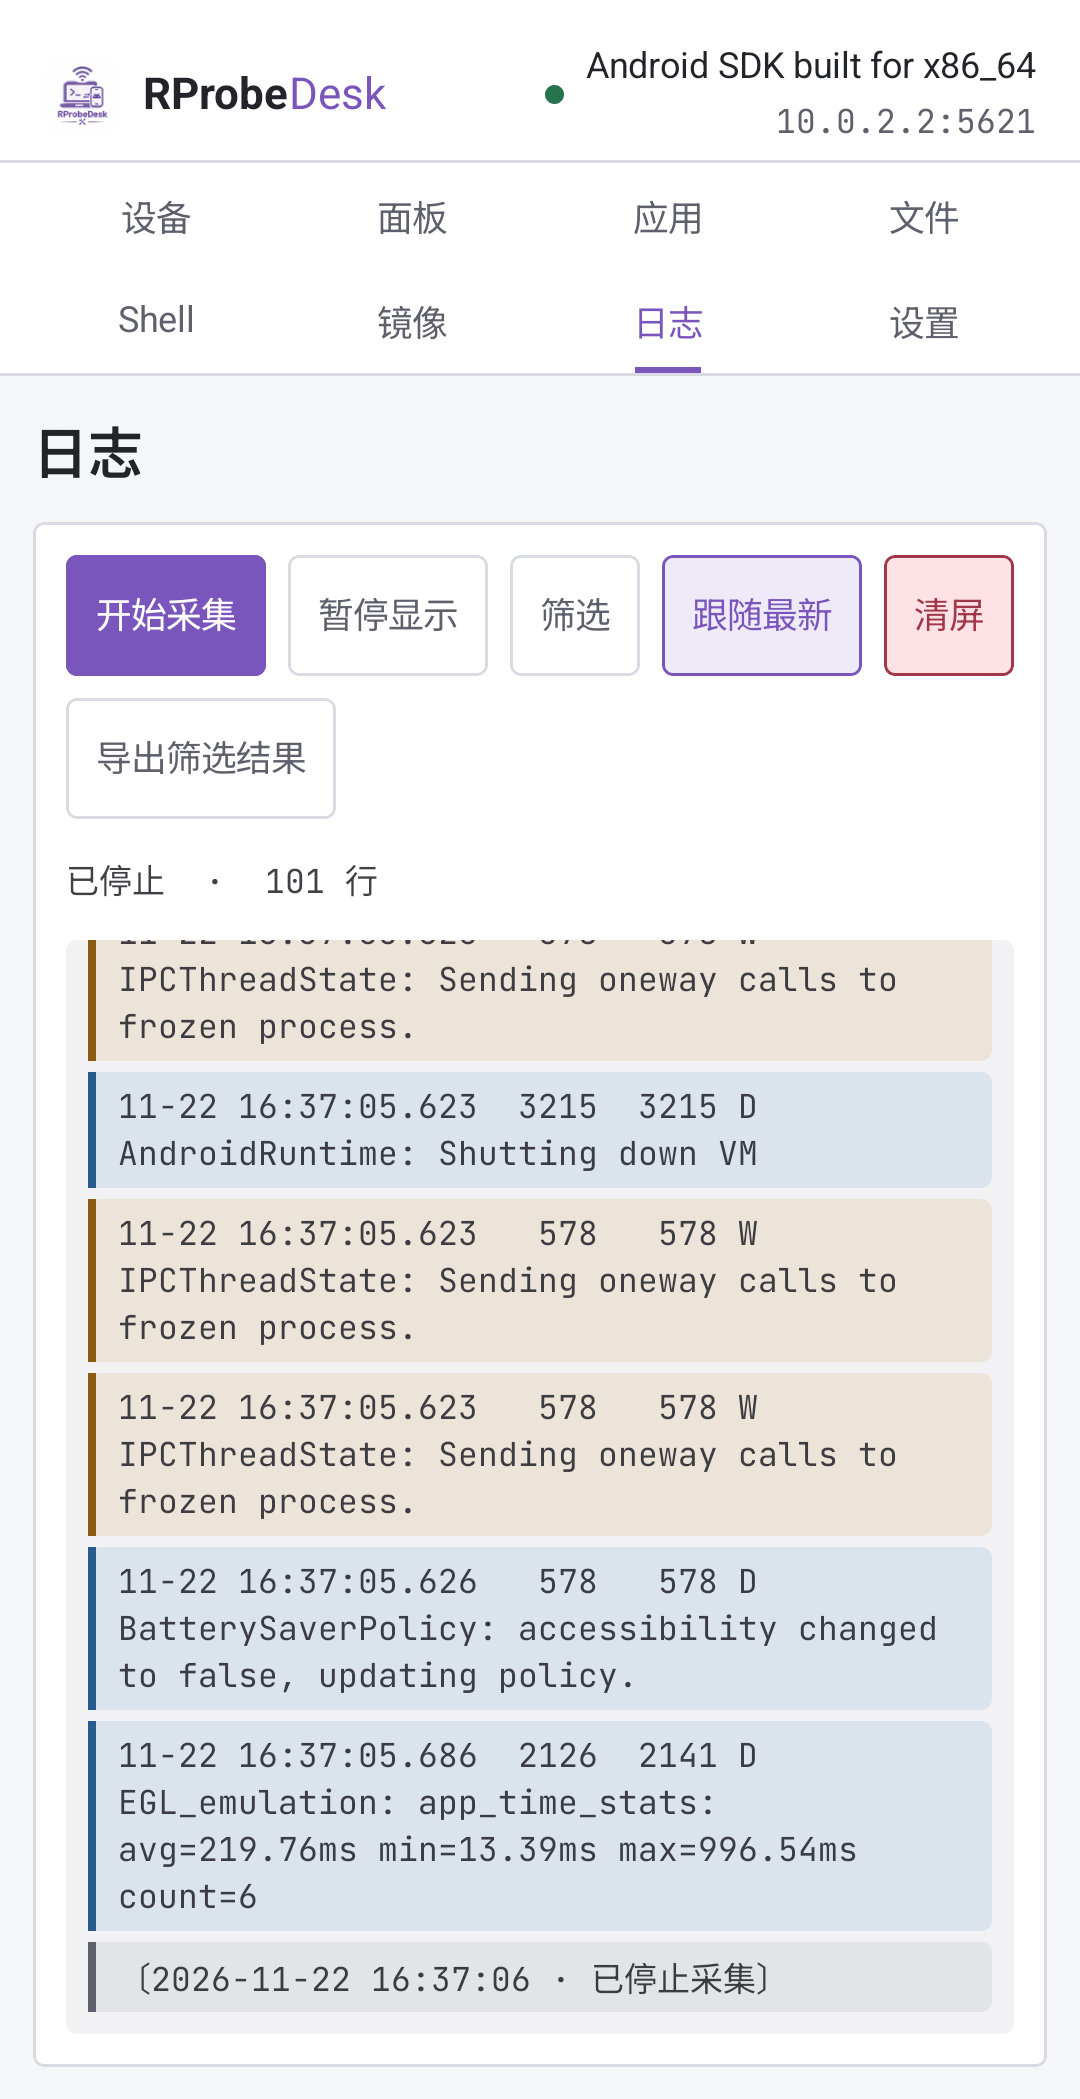 RProbeDesk
RProbeDesk
Android SDK built for x86_64
10.0.2.2:5621
设备 面板 应用 文件
Shell 镜像 日志 设置
日志
开始采集 暂停显示 筛选 跟随最新 清屏
导出筛选结果
已停止 · 101 行
IPCThreadState: Sending oneway calls to
frozen process.
11-22 16:37:05.623 3215 3215 D
AndroidRuntime: Shutting down VM
11-22 16:37:05.623 578 578 W
IPCThreadState: Sending oneway calls to
frozen process.
11-22 16:37:05.623 578 578 W
IPCThreadState: Sending oneway calls to
frozen process.
11-22 16:37:05.626 578 578 D
BatterySaverPolicy: accessibility changed
to false, updating policy.
11-22 16:37:05.686 2126 2141 D
EGL_emulation: app_time_stats:
avg=219.76ms min=13.39ms max=996.54ms
count=6
〔2026-11-22 16:37:06 · 已停止采集〕